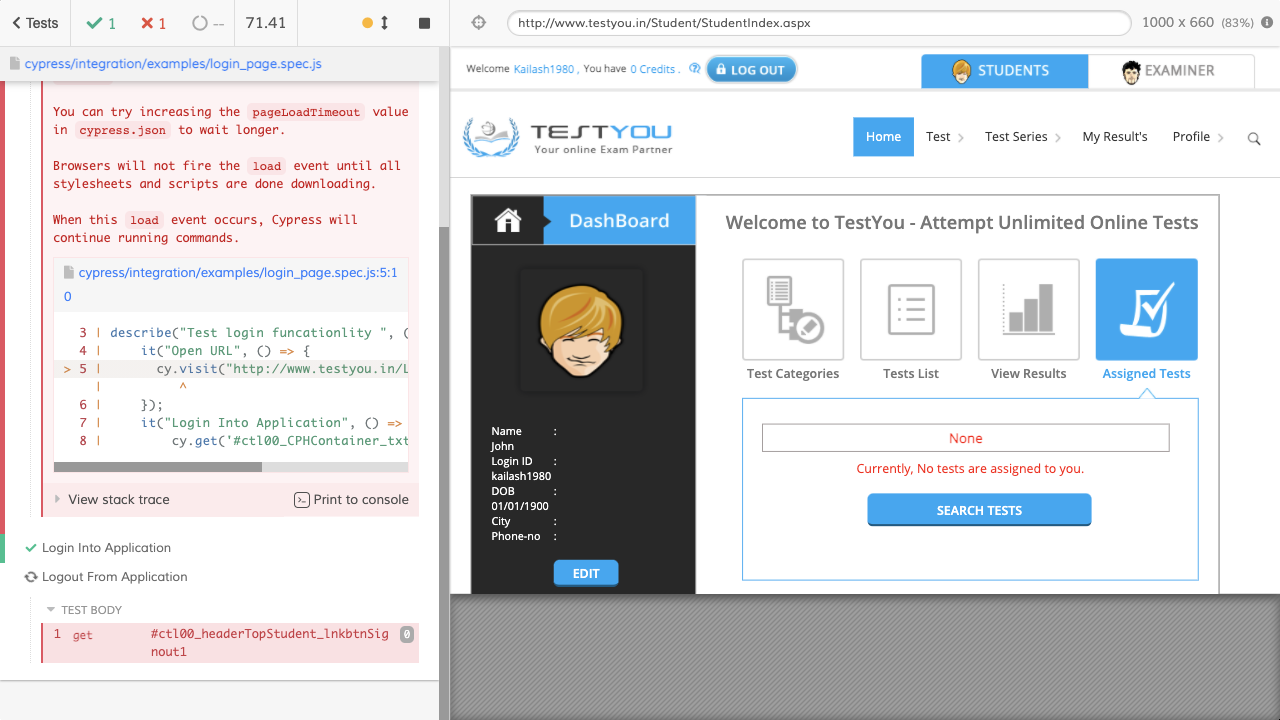 Tests
1
1
--
71.41
http://www.testyou.in/Student/StudentIndex.aspx
1000 x 660 (83%)
cypress/integration/examples/login_page.spec.js
You can try increasing the pageLoadTimeout value
in cypress.json to wait longer.
Browsers will not fire the load event until all
stylesheets and scripts are done downloading.
When this load event occurs, Cypress will
continue running commands.
cypress/integration/examples/login_page.spec.js:5:1
0
3 | describe("Test login funcationlity ", (
4 | it("Open URL", () => {
> 5 | cy.visit("http://www.testyou.in/L
| ^
6 | });
7 | it("Login Into Application", () =>
8 | cy.get('#ctl00_CPHContainer_txt
View stack trace
Print to console
Login Into Application
Logout From Application
TEST BODY
1 get #ctl00_headerTopStudent_lnkbtnSig
nout1
0
Welcome Kailash1980 , You have 0 Credits .
LOG OUT
STUDENTS
EXAMINER
TESTYOU
Your online Exam Partner
Home
Test
Test Series
My Result's
Profile
DashBoard
Name :
John
Login ID :
kailash1980
DOB :
01/01/1900
City :
Phone-no :
EDIT
Welcome to TestYou - Attempt Unlimited Online Tests
Test Categories
Tests List
View Results
Assigned Tests
None
Currently, No tests are assigned to you.
SEARCH TESTS